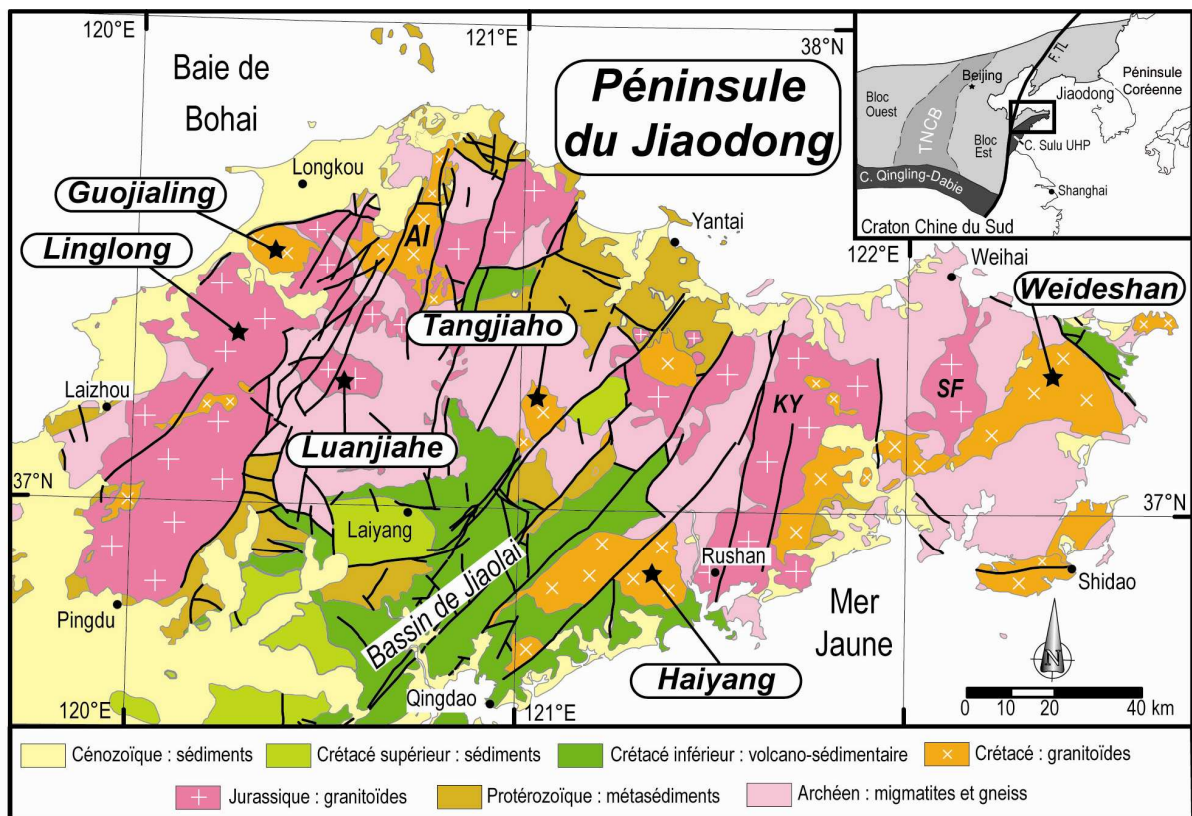 120°E
121°E
38°N
Baie de
Bohai
Péninsule
du Jiaodong
Beijing
F. TL
Péninsule
Coréenne
Bloc
Ouest
TNCB
Jiaodong
Bloc
Est
C. Sulu UHP
C. Qingling-Dabie
Shanghai
Craton Chine du Sud
Longkou
Guojialing
Yantai
AI
Linglong
122°E
Weihai
Weideshan
Tangjiaho
Laizhou
KY
SF
Luanjiahe
37°N
Laiyang
37°N
Rushan
Shidao
Bassin de Jiaolai
Pingdu
Mer
Jaune
N
Haiyang
Qingdao
120°E
121°E
0
10
20
40 km
Cénozoïque : sédiments
Crétacé supérieur : sédiments
Crétacé inférieur : volcano-sédimentaire
Crétacé : granitoïdes
Jurassique : granitoïdes
Protérozoïque : métasédiments
Archéen : migmatites et gneiss